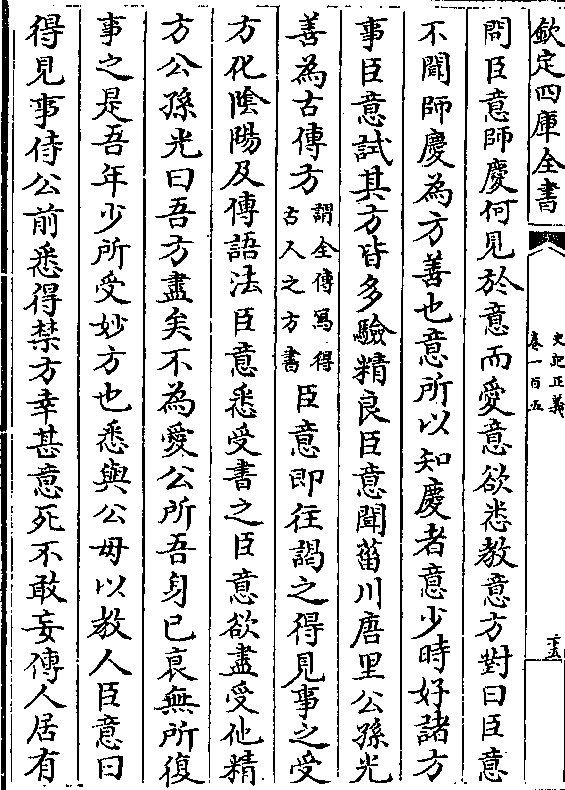 欽定四庫全書
史記正義
卷一百五
問臣意師慶何見於意而愛意欲悉教意方對曰臣意
不聞師慶為方善也意所以知慶者意少時好諸方
事臣意試其方皆多驗精良臣意聞菑川唐里公孫光
善為古傳方謂全傳寫得古人之方書臣意即往謁之得見事之受
方化陰陽及傳語法臣意悉受書之臣意欲盡受他精
方公孫光曰吾方盡矣不為愛公所吾身已衰無所復
事之是吾年少所受妙方也悉與公毋以教人臣意曰
得見事侍公前悉得禁方幸甚意死不敢妄傳人居有